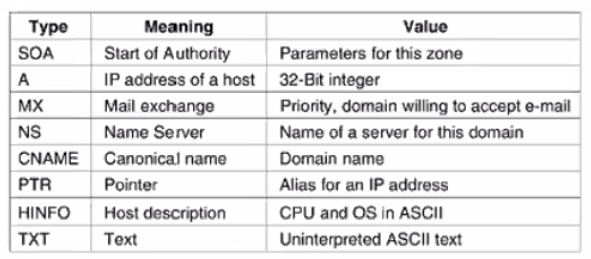 Type Meaning Value
SOA Start of Authority Parameters for this zone
A IP address of a host 32-Bit integer
MX Mail exchange Priority, domain willing to accept e-mail
NS Name Server Name of a server for this domain
CNAME Canonical name Domain name
PTR Pointer Alias for an IP address
HINFO Host description CPU and OS in ASCII
TXT Text Uninterpreted ASCII text